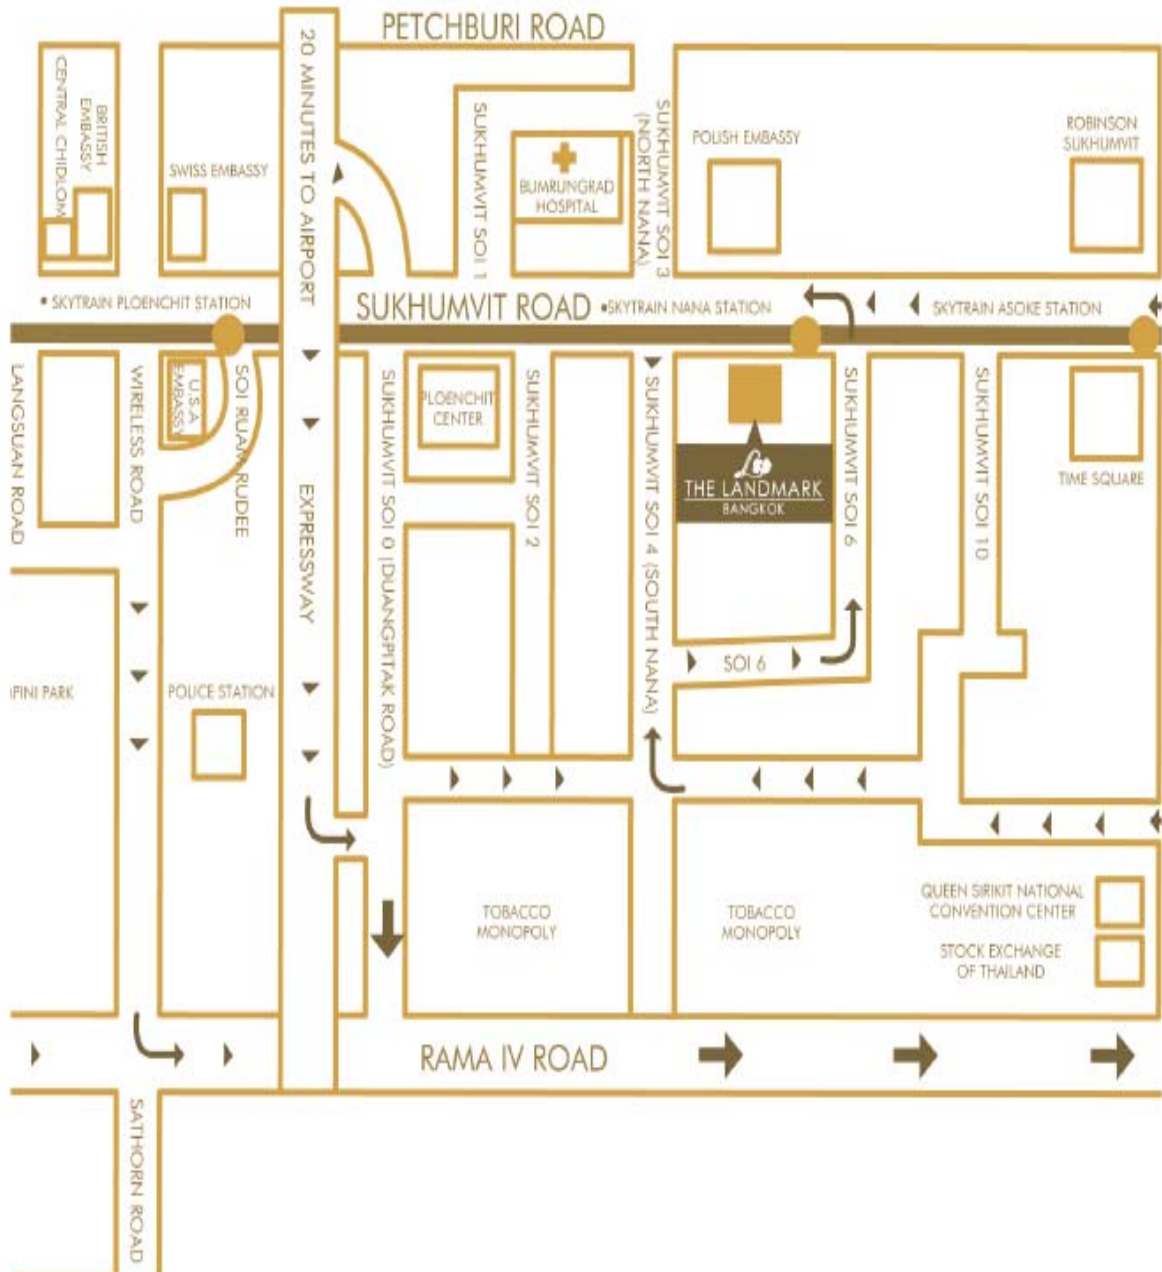 PETCHBURI ROAD
20 MINUTES TO AIRPORT
CENTRAL CHIDLOM
BRITISH
EMBASSY
SWISS EMBASSY
SUKHUMVIT SOI 1
BUMRUNGRAD
HOSPITAL
SUKHUMVIT SOI 3
(NORTH NANA)
POLISH EMBASSY
ROBINSON
SUKHUMVIT
SKYTRAIN PLOENCHIT STATION
SUKHUMVIT ROAD
SKYTRAIN NANA STATION
SKYTRAIN ASOKE STATION
LANGSUAN ROAD
WIRELESS ROAD
U.S.A
EMBASSY
SOI RUAM RUDEE
EXPRESSWAY
SUKHUMVIT SOI 0 (DUANGPITAK ROAD)
PLOENCHIT
CENTER
SUKHUMVIT SOI 2
SUKHUMVIT SOI 4 (SOUTH NANA)
THE LANDMARK
BANGKOK
SUKHUMVIT SOI 6
SUKHUMVIT SOI 10
TIME SQUARE
SOI 6
PINI PARK
POLICE STATION
TOBACCO
MONOPOLY
TOBACCO
MONOPOLY
QUEEN SIRIKIT NATIONAL
CONVENTION CENTER
STOCK EXCHANGE
OF THAILAND
RAMA IV ROAD
SATHORN ROAD